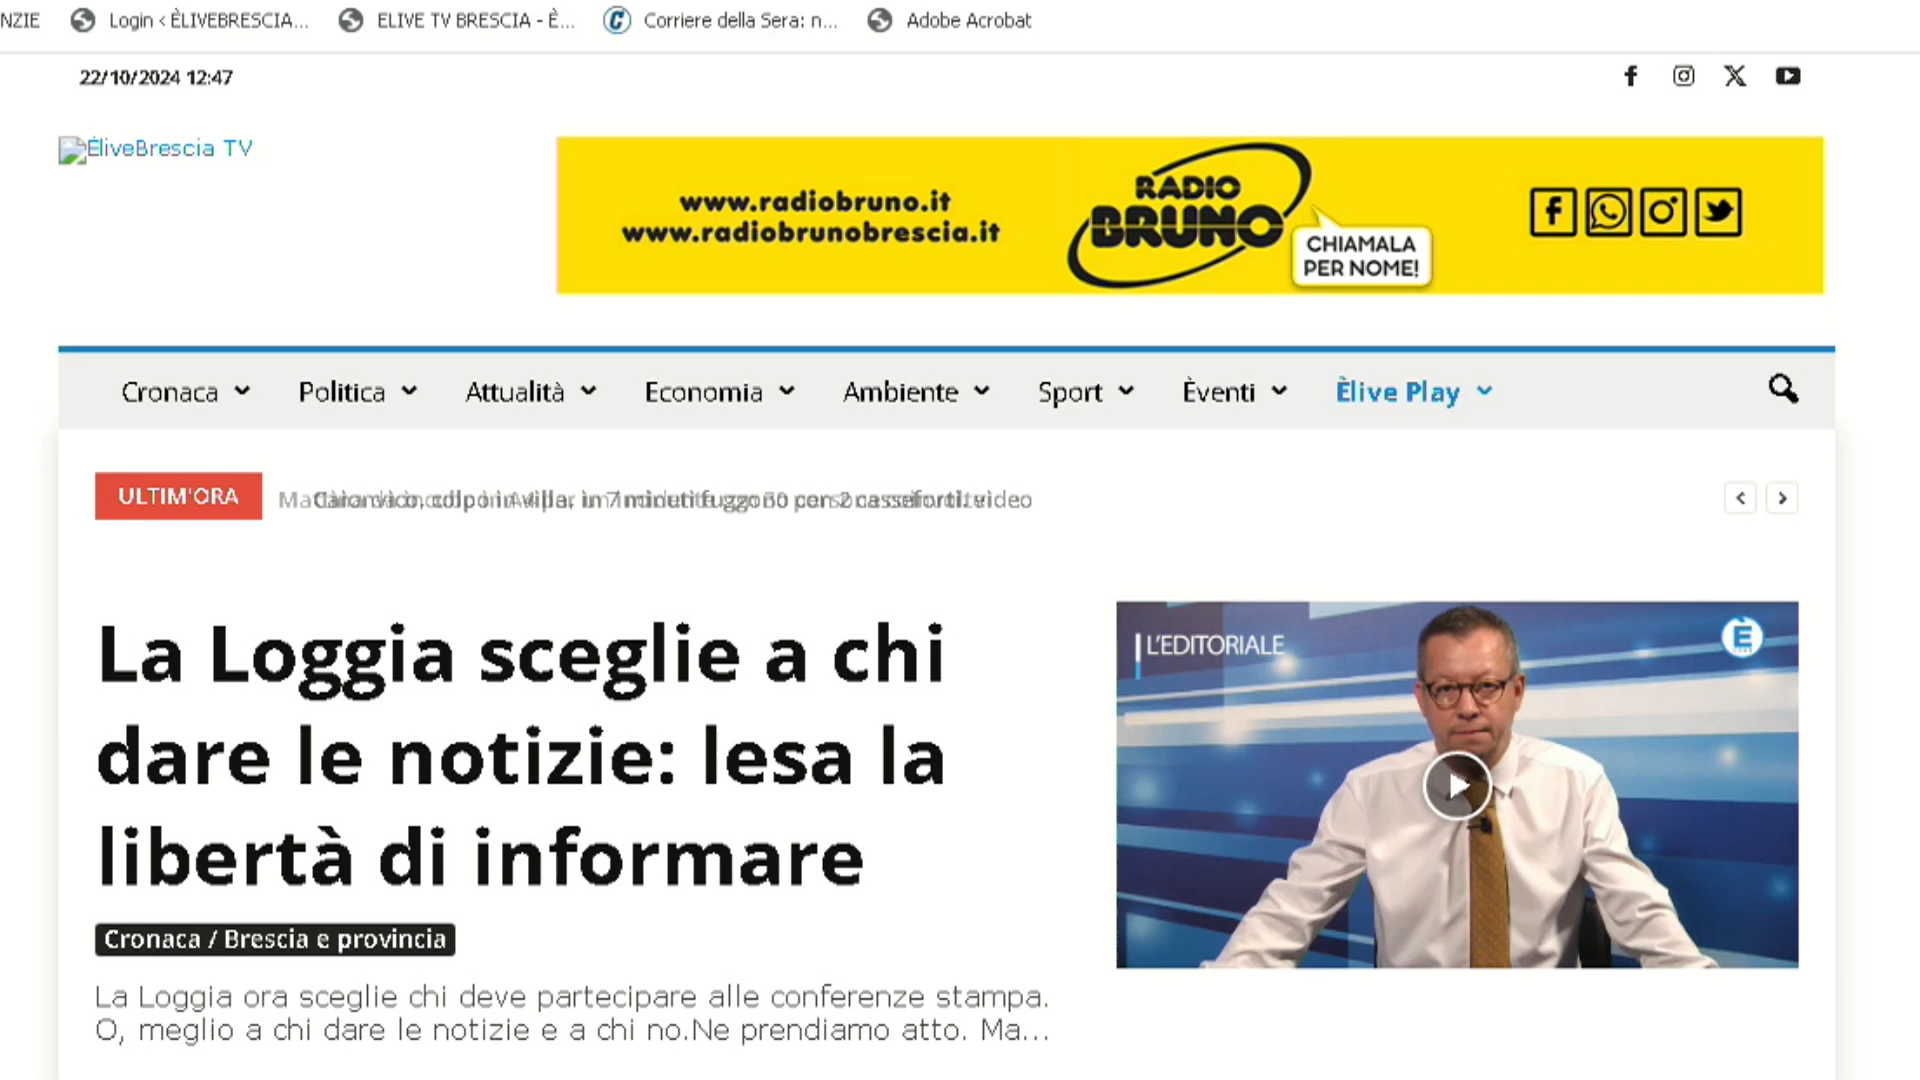 NZIE Login ‹ ÈLIVEBRESCIA... ELIVE TV BRESCIA - È... Corriere della Sera: n... Adobe Acrobat
22/10/2024 12:47
ÈliveBrescia TV
www.radiobruno.it
www.radiobrunobrescia.it
RADIO
BRUNO
CHIAMALA
PER NOME!
Cronaca Politica Attualità Economia Ambiente Sport Èventi Èlive Play
ULTIM'ORA
La Loggia sceglie a chi
dare le notizie: lesa la
libertà di informare
L'EDITORIALE
È
Cronaca / Brescia e provincia
La Loggia ora sceglie chi deve partecipare alle conferenze stampa.
O, meglio a chi dare le notizie e a chi no.Ne prendiamo atto. Ma...